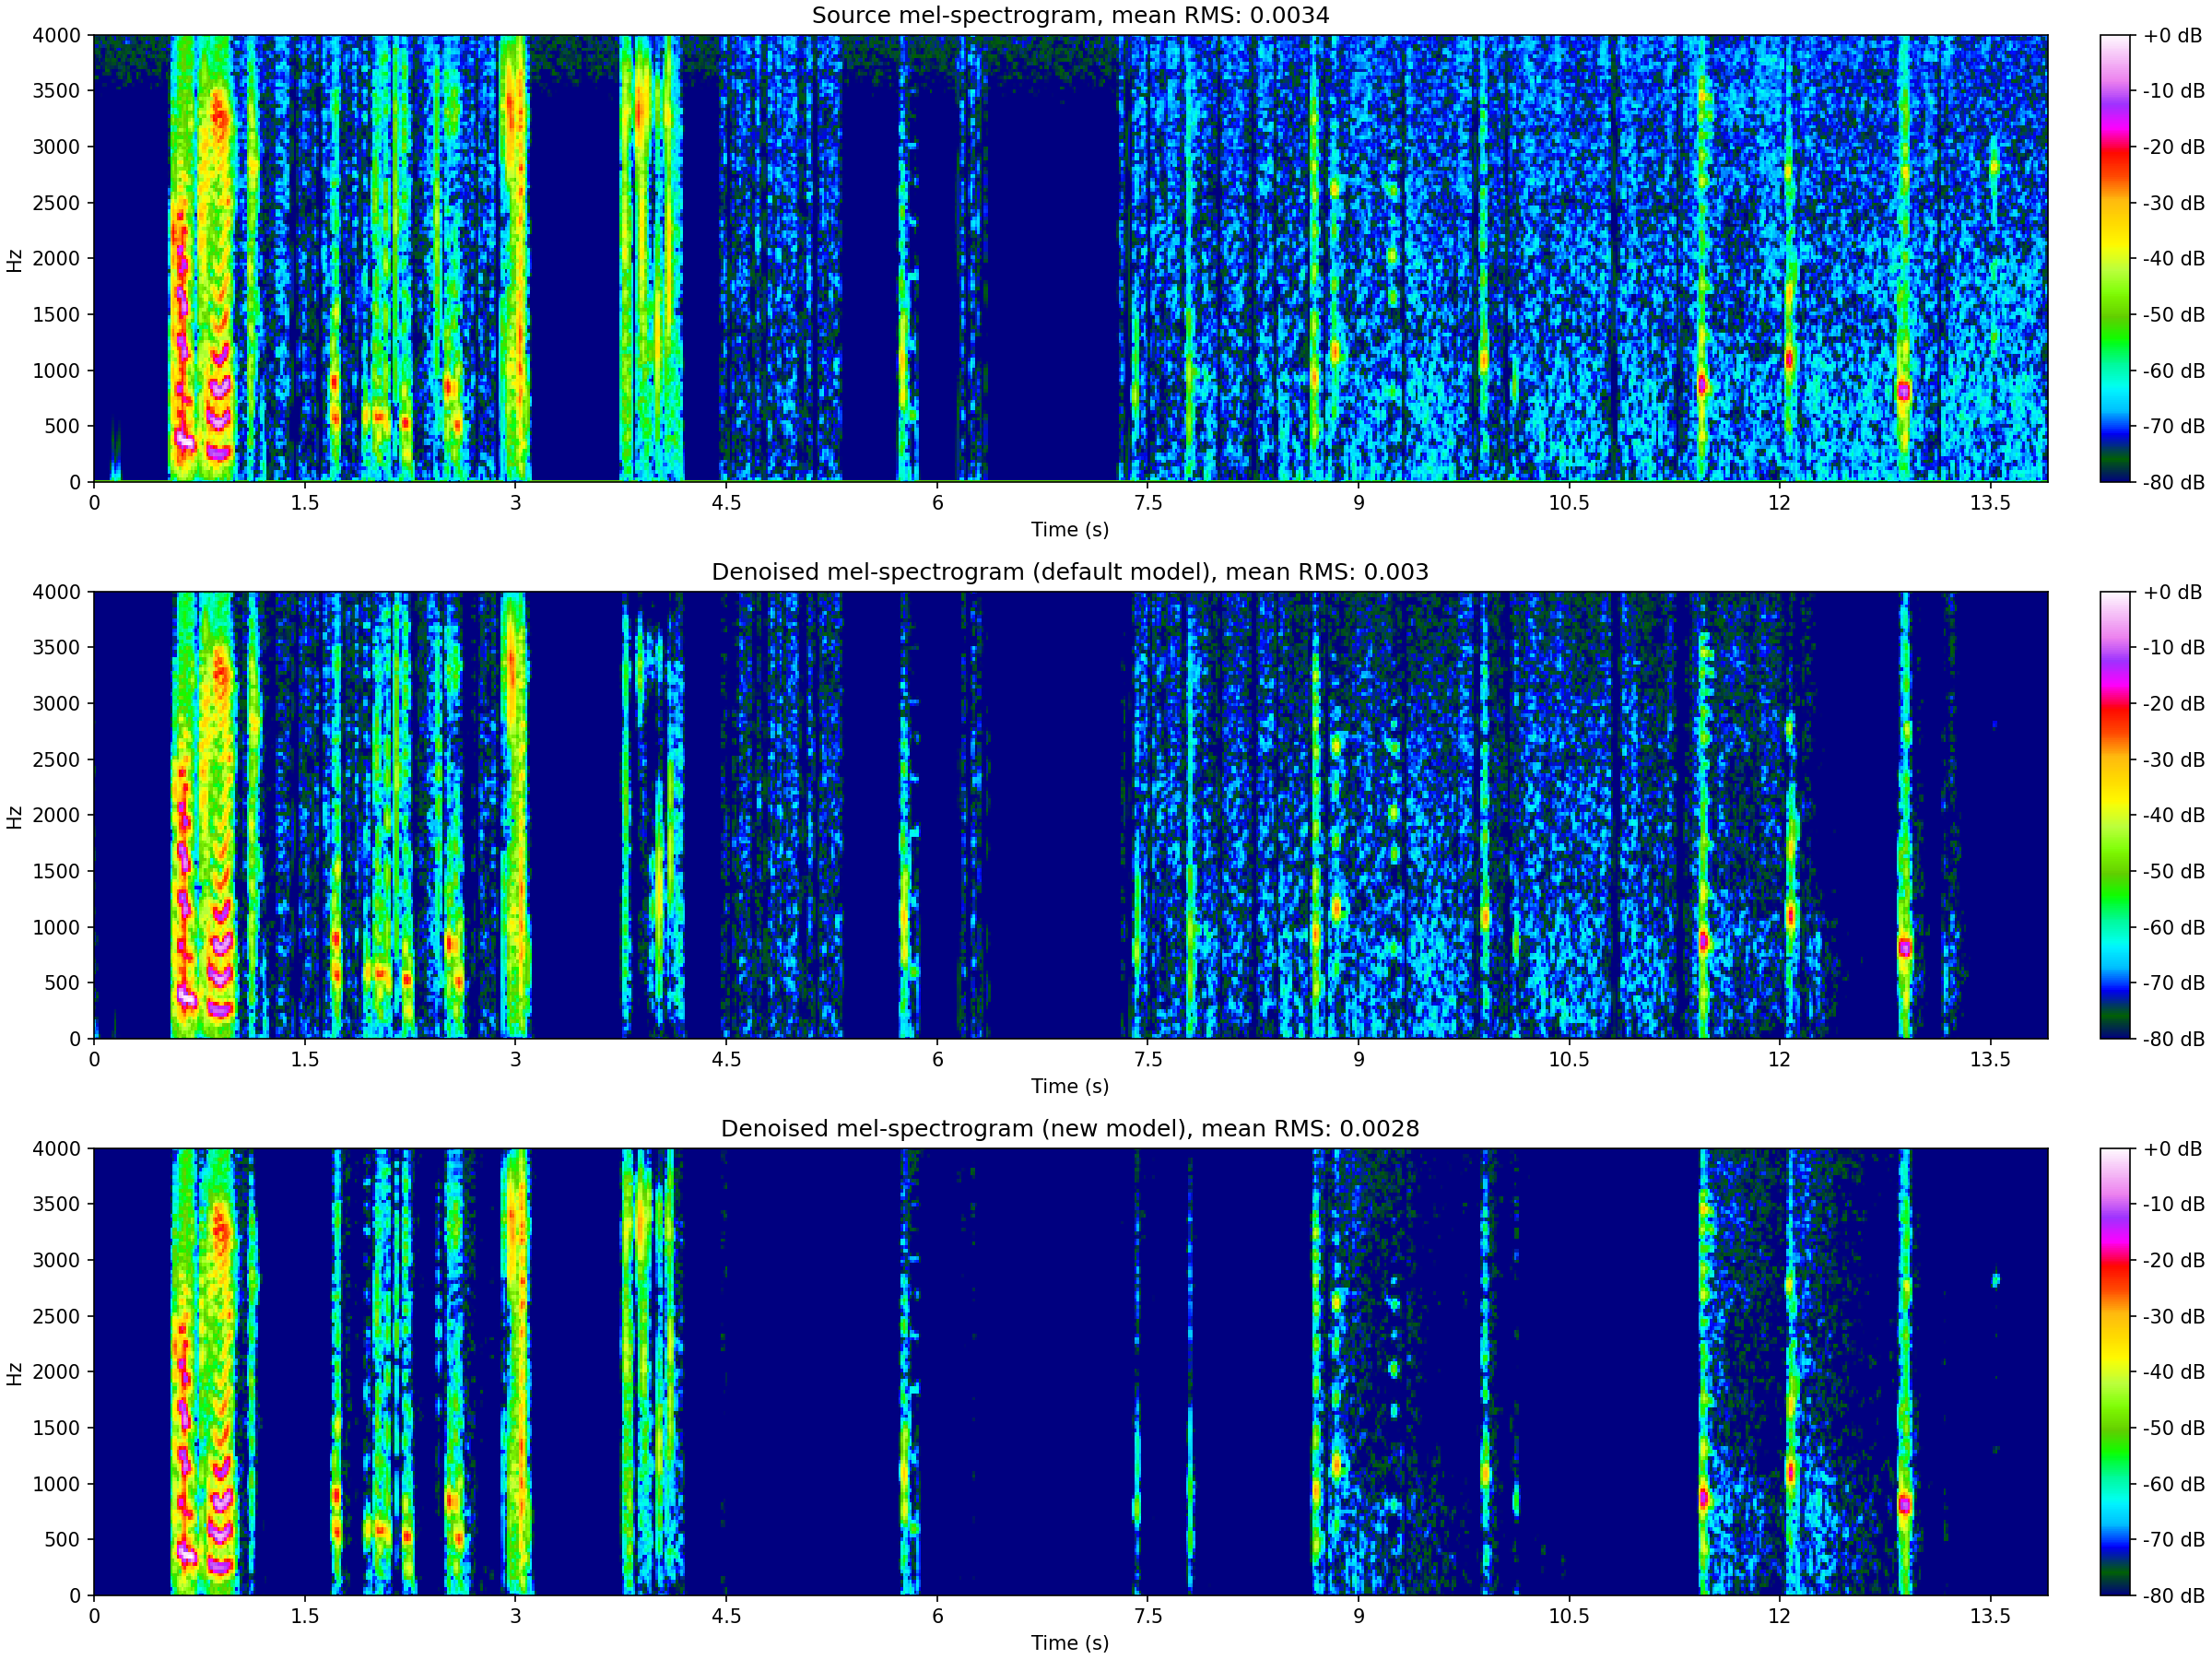 Source mel-spectrogram, mean RMS: 0.0034
4000
3500
3000
2500
2000
1500
1000
500
0
Hz
0 1.5 3 4.5 6 7.5 9 10.5 12 13.5
Time (s)
+0 dB
-10 dB
-20 dB
-30 dB
-40 dB
-50 dB
-60 dB
-70 dB
-80 dB
Denoised mel-spectrogram (default model), mean RMS: 0.003
4000
3500
3000
2500
2000
1500
1000
500
0
Hz
0 1.5 3 4.5 6 7.5 9 10.5 12 13.5
Time (s)
+0 dB
-10 dB
-20 dB
-30 dB
-40 dB
-50 dB
-60 dB
-70 dB
-80 dB
Denoised mel-spectrogram (new model), mean RMS: 0.0028
4000
3500
3000
2500
2000
1500
1000
500
0
Hz
0 1.5 3 4.5 6 7.5 9 10.5 12 13.5
Time (s)
+0 dB
-10 dB
-20 dB
-30 dB
-40 dB
-50 dB
-60 dB
-70 dB
-80 dB